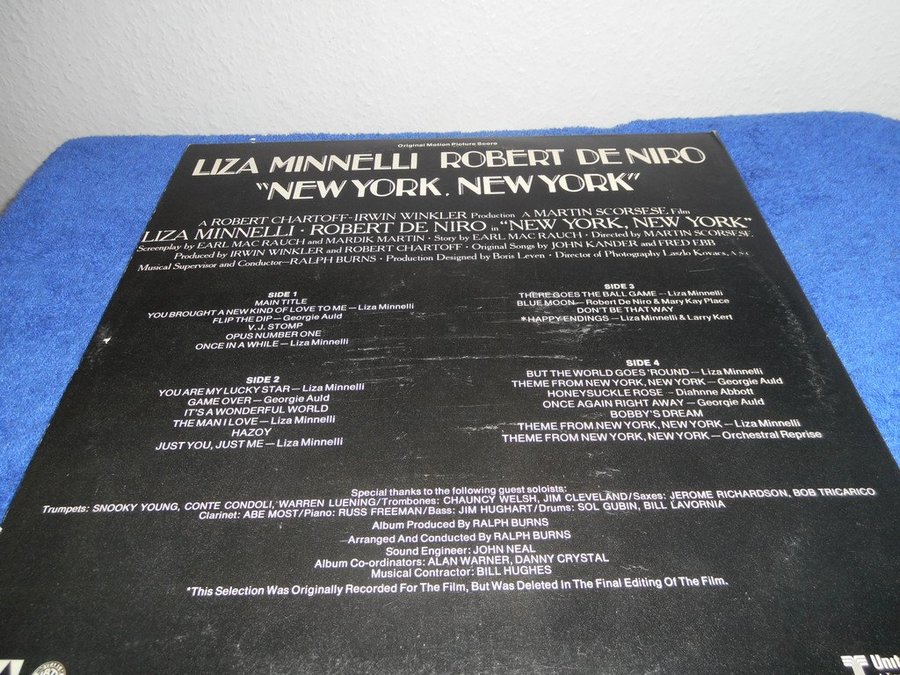 Original Motion Picture Score
LIZA MINNELLI ROBERT DE NIRO
"NEW YORK, NEW YORK"
A ROBERT CHARTOFF-IRWIN WINKLER Production A MARTIN SCORSESE Film
LIZA MINNELLI · ROBERT DE NIRO in "NEW YORK, NEW YORK"
Screenplay by EARL MAC RAUCH and MARDIK MARTIN · Story by EARL MAC RAUCH · Directed by MARTIN SCORSESE
Produced by IRWIN WINKLER and ROBERT CHARTOFF · Original Songs by JOHN KANDER and FRED EBB
Musical Supervisor and Conductor—RALPH BURNS · Production Designed by Boris Leven · Director of Photography Laszlo Kovacs, A.S.C.
SIDE 1
MAIN TITLE
YOU BROUGHT A NEW KIND OF LOVE TO ME — Liza Minnelli
FLIP THE DIP — Georgie Auld
V.J. STOMP
OPUS NUMBER ONE
ONCE IN A WHILE — Liza Minnelli
SIDE 2
YOU ARE MY LUCKY STAR — Liza Minnelli
GAME OVER — Georgie Auld
IT'S A WONDERFUL WORLD
THE MAN I LOVE — Liza Minnelli
HAZOY
JUST YOU, JUST ME — Liza Minnelli
SIDE 3
THERE GOES THE BALL GAME — Liza Minnelli
BLUE MOON — Robert De Niro & Mary Kay Place
DON'T BE THAT WAY
*HAPPY ENDINGS — Liza Minnelli & Larry Kert
SIDE 4
BUT THE WORLD GOES 'ROUND — Liza Minnelli
THEME FROM NEW YORK, NEW YORK — Georgie Auld
HONEYSUCKLE ROSE — Diahnne Abbott
ONCE AGAIN RIGHT AWAY — Georgie Auld
BOBBY'S DREAM
THEME FROM NEW YORK, NEW YORK — Liza Minnelli
THEME FROM NEW YORK, NEW YORK — Orchestral Reprise
Special thanks to the following guest soloists:
Trumpets: SNOOKY YOUNG, CONTE CONDOLI, WARREN LUENING/Trombones: CHAUNCY WELSH, JIM CLEVELAND/Saxes: JEROME RICHARDSON, BOB TRICARICO
Clarinet: ABE MOST/Piano: RUSS FREEMAN/Bass: JIM HUGHART/Drums: SOL GUBIN, BILL LAVORNIA
Album Produced By RALPH BURNS
Arranged And Conducted By RALPH BURNS
Sound Engineer: JOHN NEAL
Album Co-ordinators: ALAN WARNER, DANNY CRYSTAL
Musical Contractor: BILL HUGHES
*This Selection Was Originally Recorded For The Film, But Was Deleted In The Final Editing Of The Film.